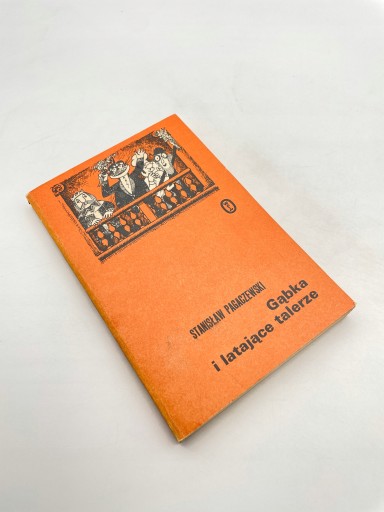 STANISŁAW PAGACZEWSKI
Gąbka
i latające talerze